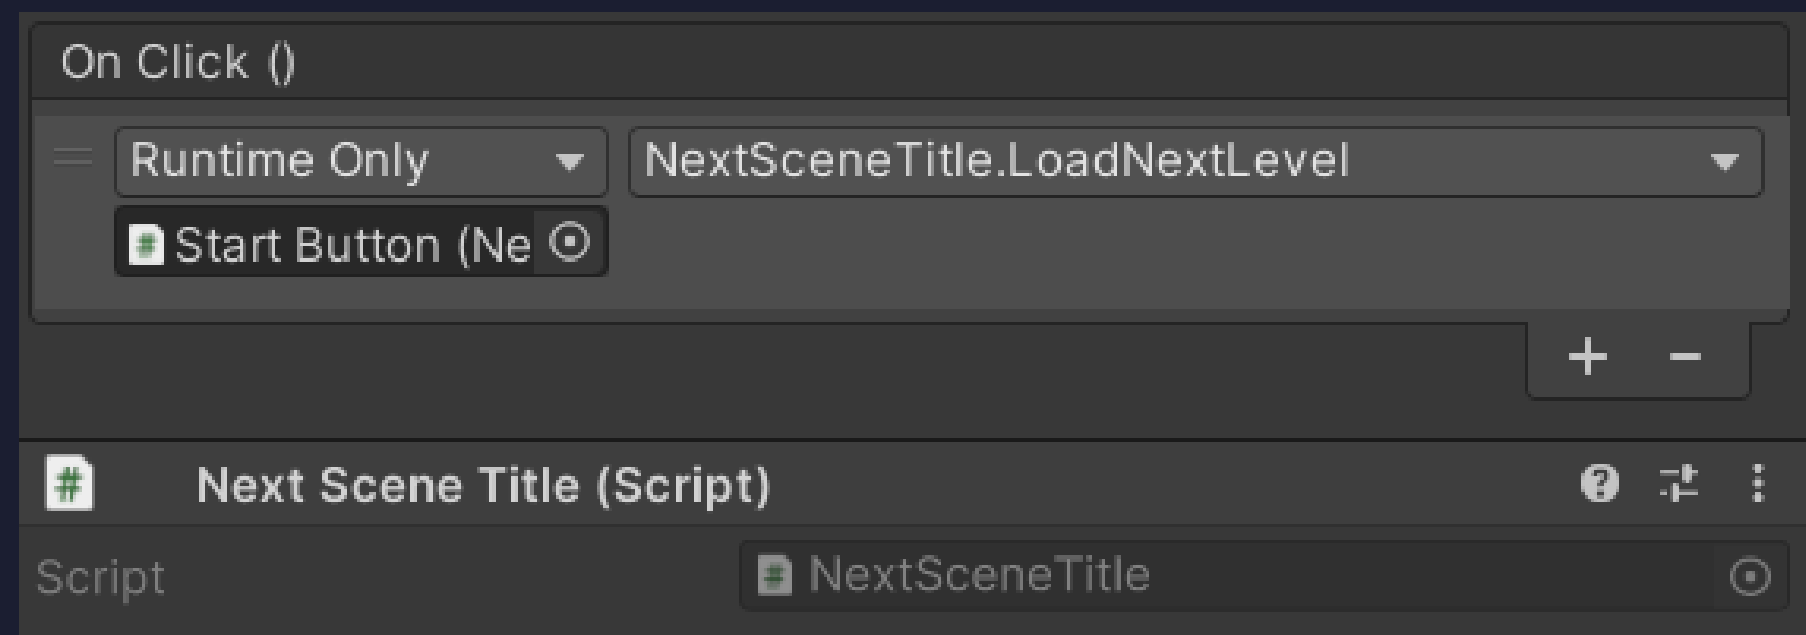 On Click ()
Runtime Only NextSceneTitle.LoadNextLevel
Start Button (Ne
Next Scene Title (Script)
Script NextSceneTitle